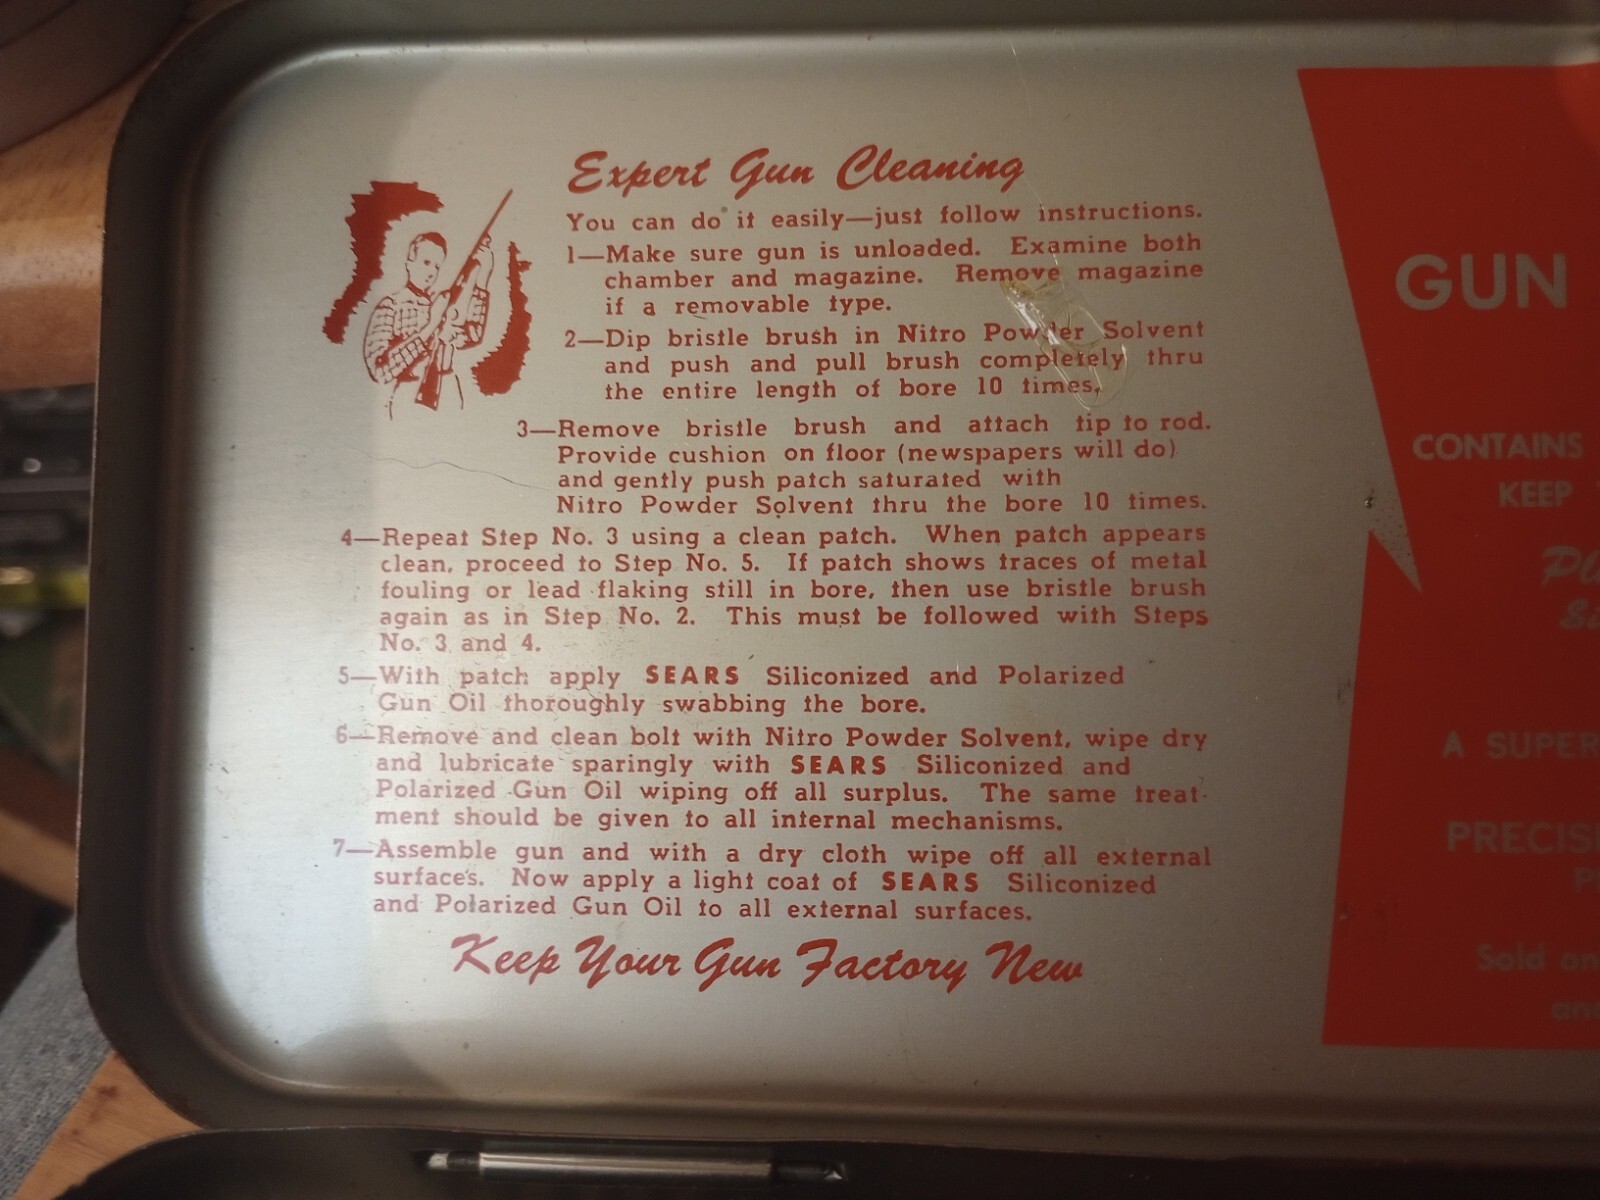 Expert Gun Cleaning
You can do it easily—just follow instructions.
1—Make sure gun is unloaded. Examine both
chamber and magazine. Remove magazine
if a removable type.
2—Dip bristle brush in Nitro Powder Solvent
and push and pull brush completely thru
the entire length of bore 10 times.
3—Remove bristle brush and attach tip to rod.
Provide cushion on floor (newspapers will do)
and gently push patch saturated with
Nitro Powder Solvent thru the bore 10 times.
4—Repeat Step No. 3 using a clean patch. When patch appears
clean, proceed to Step No. 5. If patch shows traces of metal
fouling or lead flaking still in bore, then use bristle brush
again as in Step No. 2. This must be followed with Steps
No. 3 and 4.
5—With patch apply SEARS Siliconized and Polarized
Gun Oil thoroughly swabbing the bore.
6—Remove and clean bolt with Nitro Powder Solvent, wipe dry
and lubricate sparingly with SEARS Siliconized and
Polarized Gun Oil wiping off all surplus. The same treat-
ment should be given to all internal mechanisms.
7—Assemble gun and with a dry cloth wipe off all external
surfaces. Now apply a light coat of SEARS Siliconized
and Polarized Gun Oil to all external surfaces.
Keep Your Gun Factory New
GUN
CONTAINS
KEEP
A SUPER
PRECIS
Sold an
and